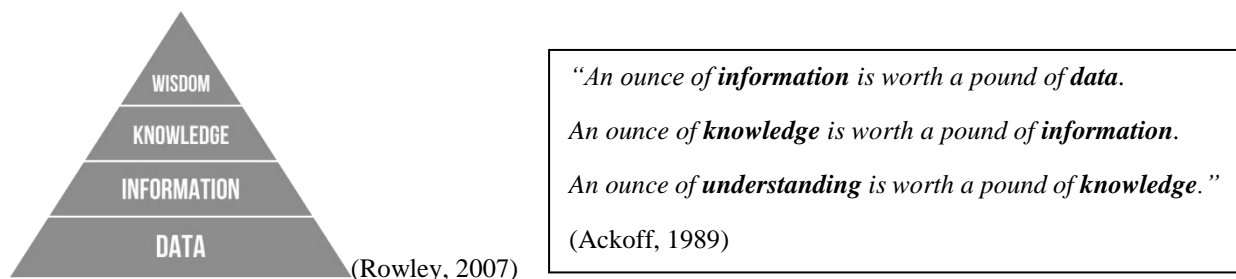 WISDOM
KNOWLEDGE
INFORMATION
DATA
(Rowley, 2007)
“An ounce of information is worth a pound of data.
An ounce of knowledge is worth a pound of information.
An ounce of understanding is worth a pound of knowledge.”
(Ackoff, 1989)